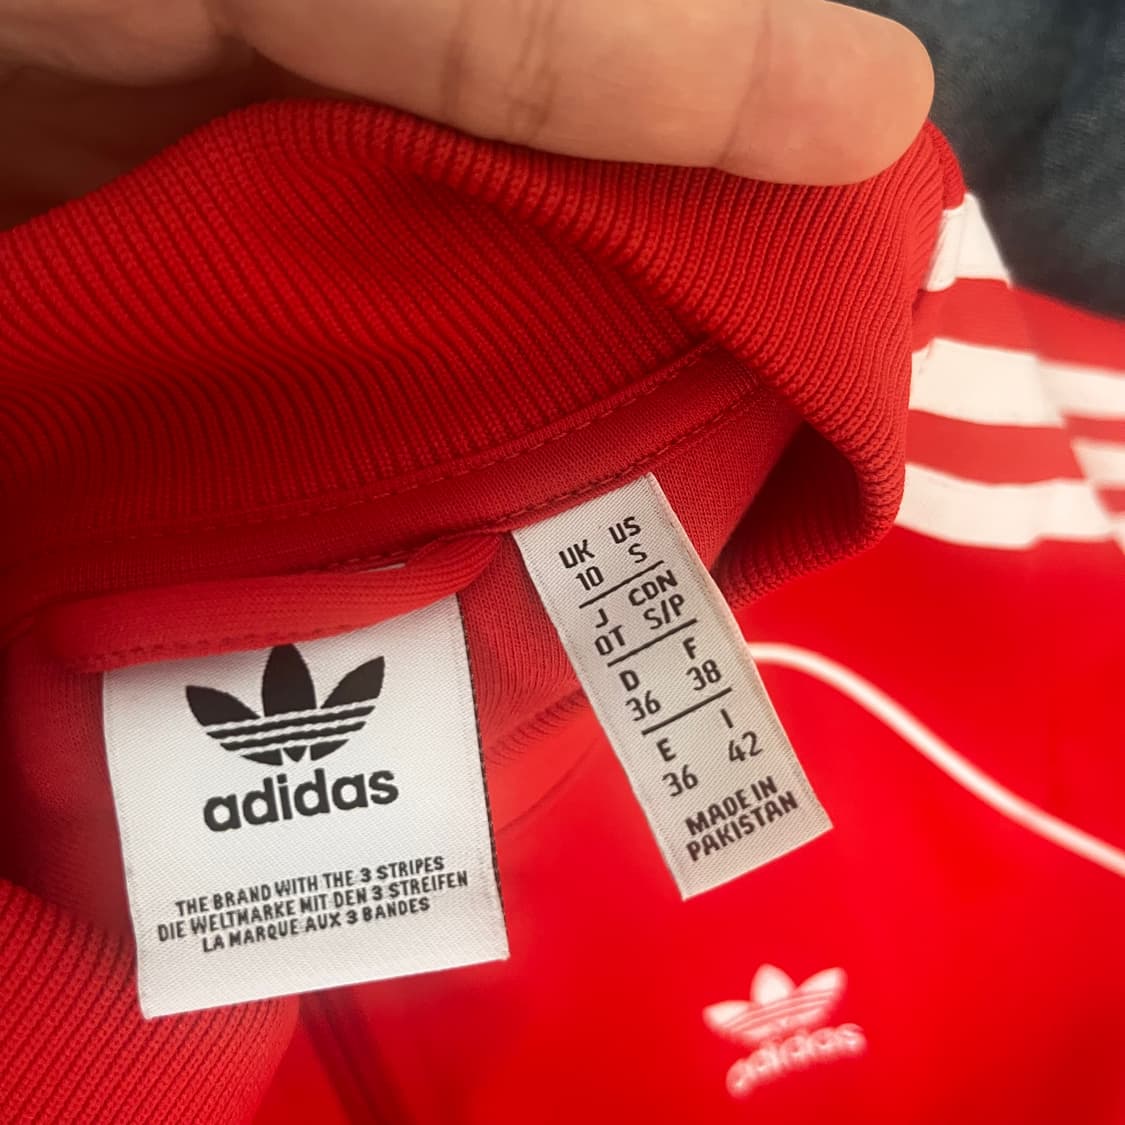 adidas
THE BRAND WITH THE 3 STRIPES
DIE WELTMARKE MIT DEN 3 STREIFEN
LA MARQUE AUX 3 BANDES
UK US
10 S
J CDN
OT S/P
D F
36 38
E I
36 42
MADE IN
PAKISTAN
adidas